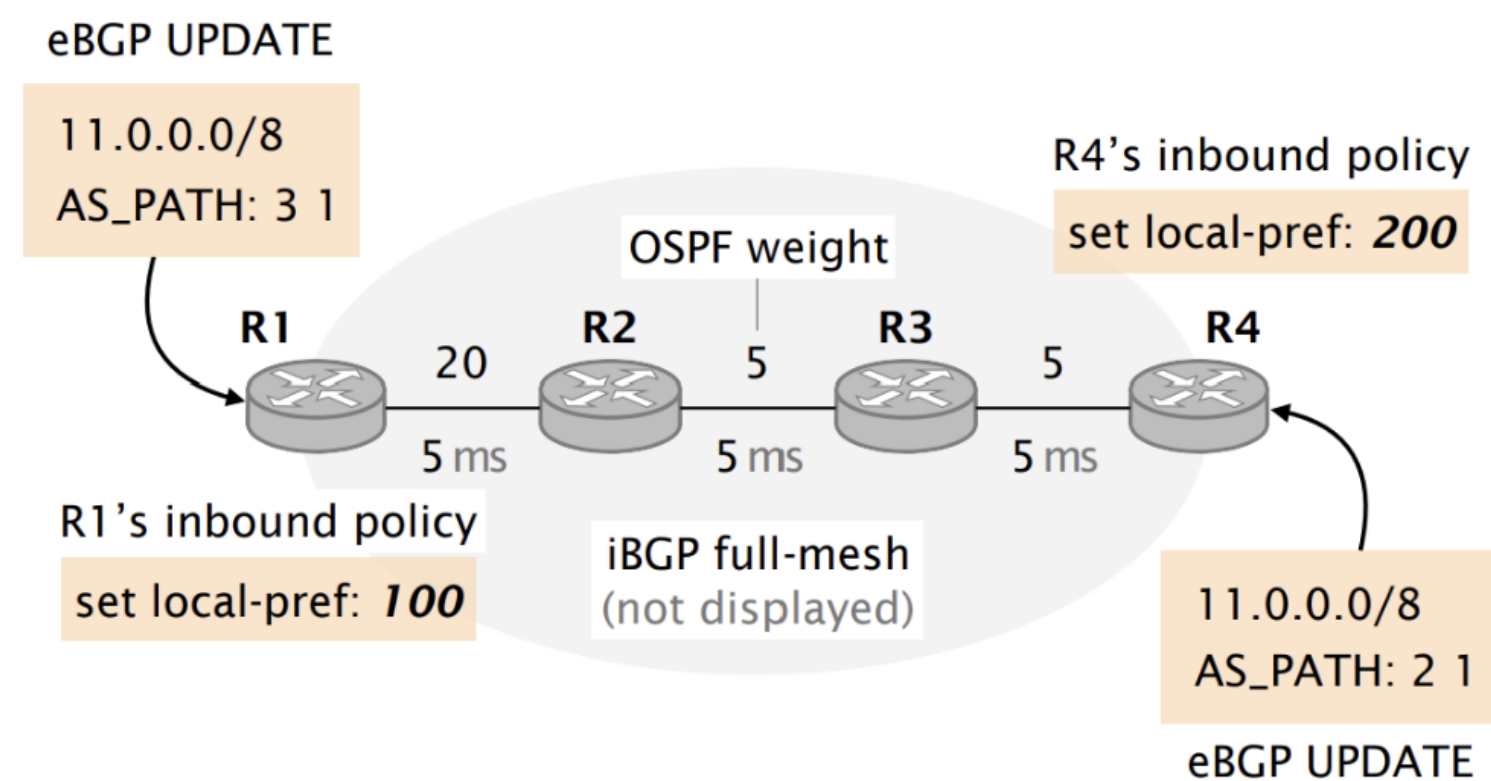 eBGP UPDATE
11.0.0.0/8
AS_PATH: 3 1
R4's inbound policy
set local-pref: 200
OSPF weight
R1
R2
R3
R4
20
5
5
5 ms
5 ms
5 ms
R1's inbound policy
set local-pref: 100
iBGP full-mesh
(not displayed)
11.0.0.0/8
AS_PATH: 2 1
eBGP UPDATE